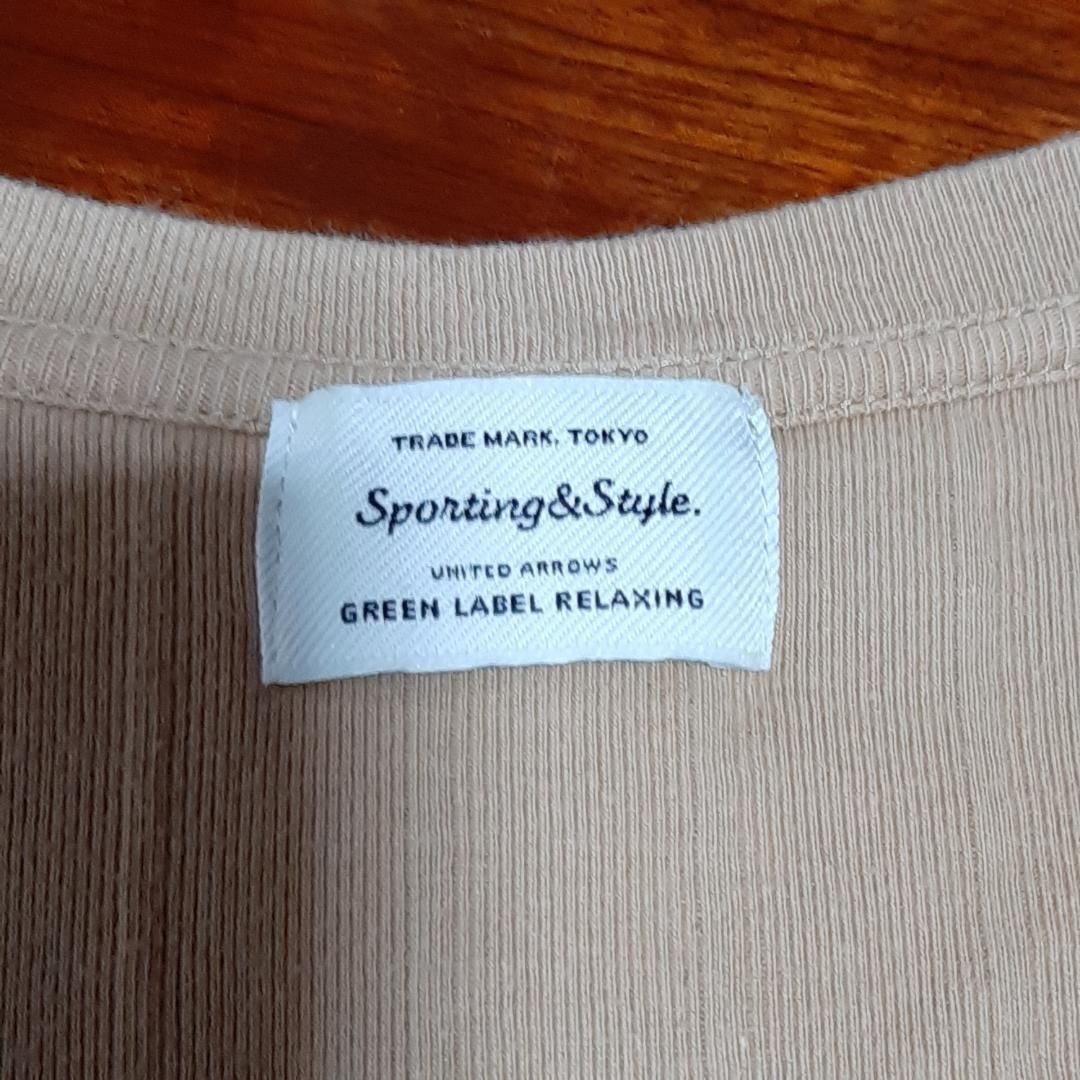 TRADE MARK. TOKYO
Sporting&Style.
UNITED ARROWS
GREEN LABEL RELAXING